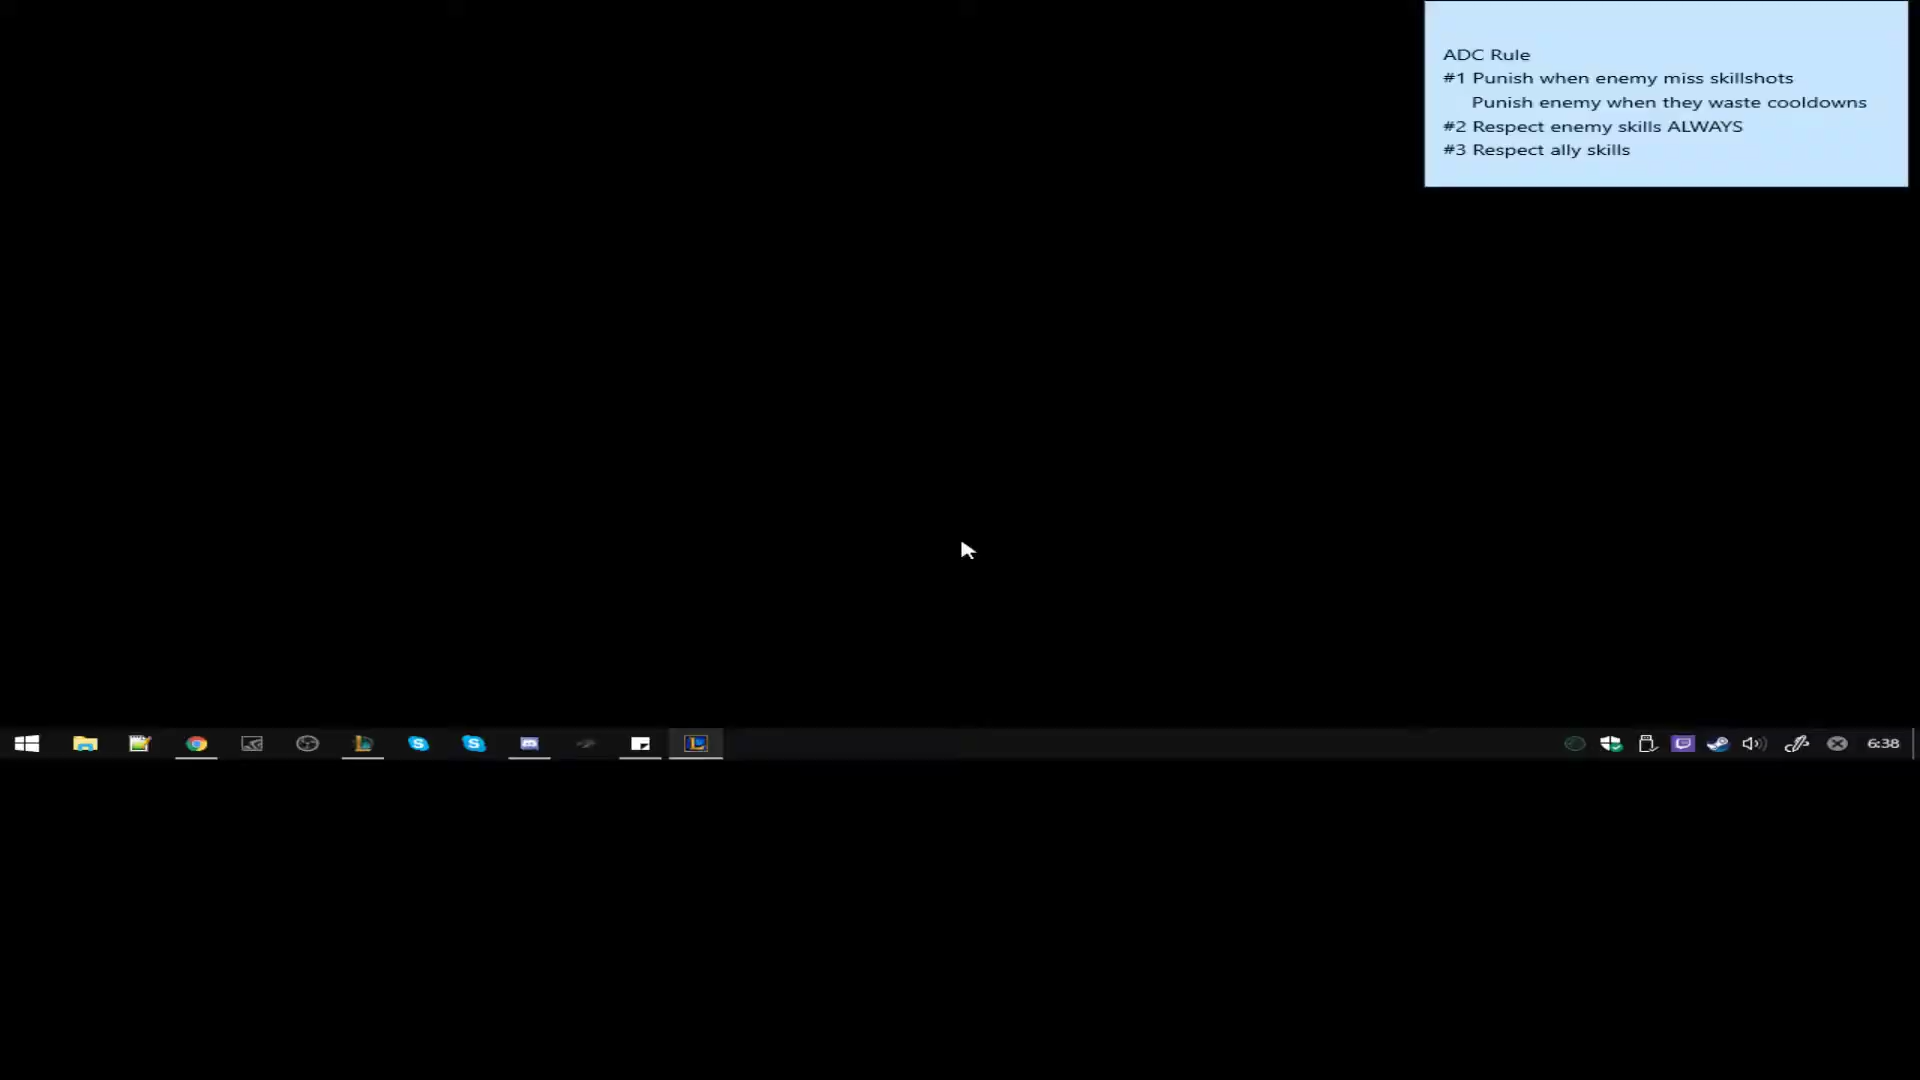 ADC Rule
#1 Punish when enemy miss skillshots
Punish enemy when they waste cooldowns
#2 Respect enemy skills ALWAYS
#3 Respect ally skills
6:38